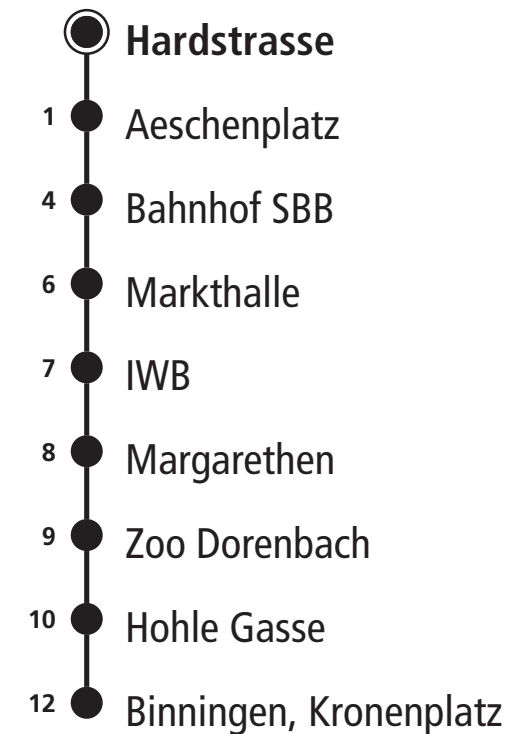 Hardstrasse
1 Aeschenplatz
4 Bahnhof SBB
6 Markthalle
7 IWB
8 Margarethen
9 Zoo Dorenbach
10 Hohle Gasse
12 Binningen, Kronenplatz